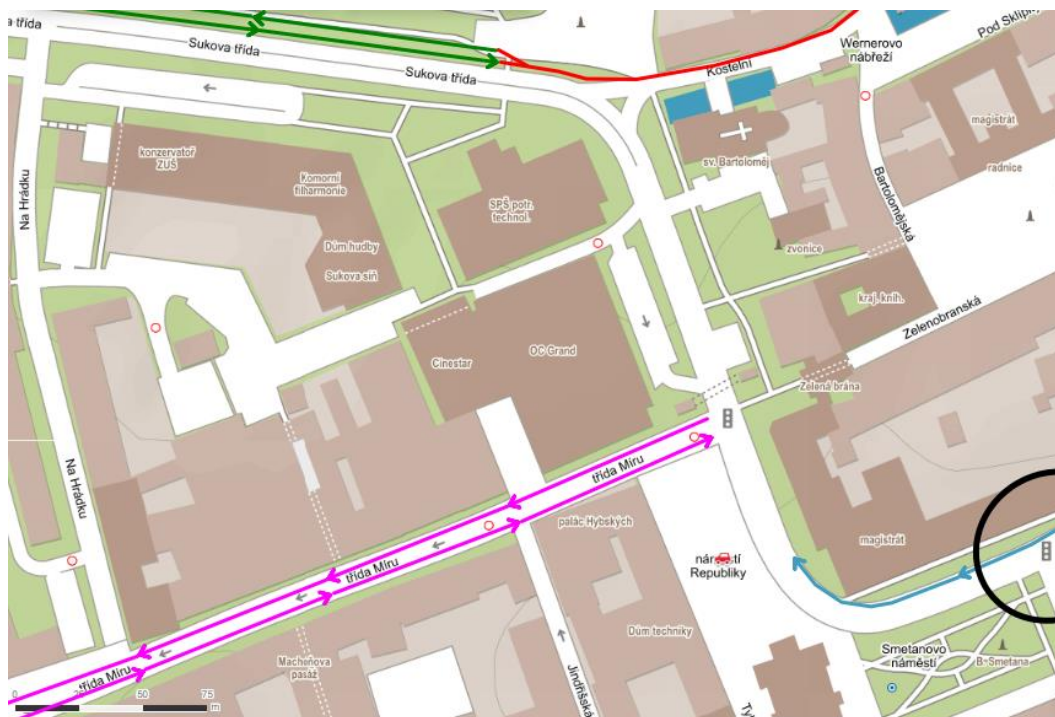 a třída
Sukova třída
Sukova třída
Kostelní
Wernerovo
nábřeží
Pod Sklípky
magistrát
radnice
Na Hrádku
konzervatoř
ZUŠ
Komorní
filharmonie
SPŠ potr.
technol.
sv. Bartoloměj
Bartolomějská
Dům hudby
Sukova síň
zvonice
kraj. knih.
Zelenobranská
Cinestar
OC Grand
Zelená brána
Na Hrádku
třída Míru
palác Hybských
magistrát
náměstí
Republiky
třída Míru
Dům techniky
Smetanovo
náměstí
B. Smetana
Macheňova
pasáž
Jindřišská
třída Míru
0
50
75
m